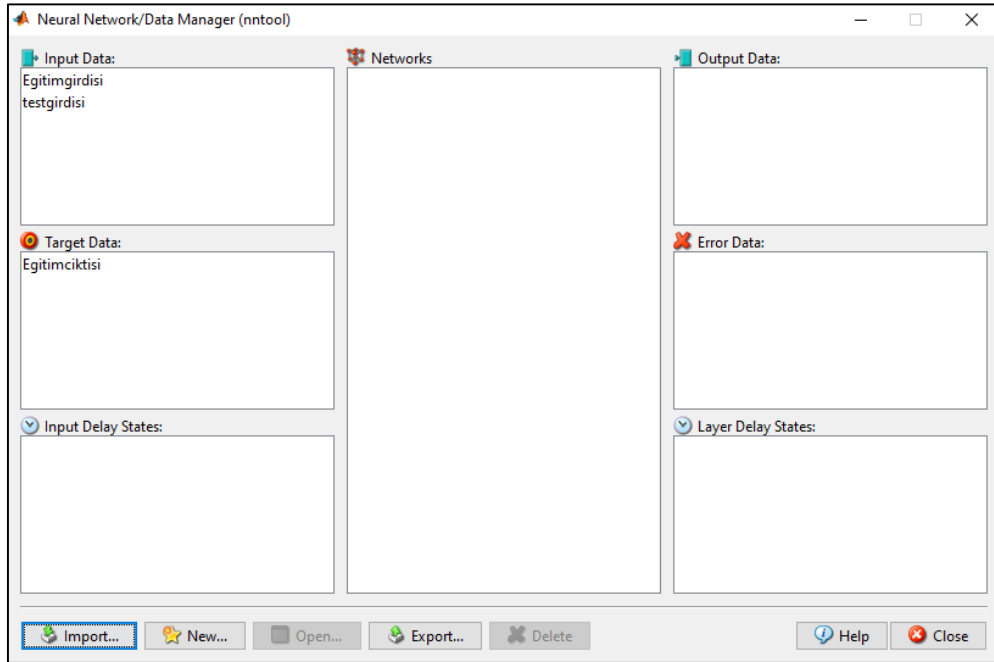 Neural Network/Data Manager (nntool)
Input Data:
Egitimgirdisi
testgirdisi
Networks
Output Data:
Target Data:
Egitimciktisi
Error Data:
Input Delay States:
Layer Delay States:
Import... New... Open... Export... Delete Help Close